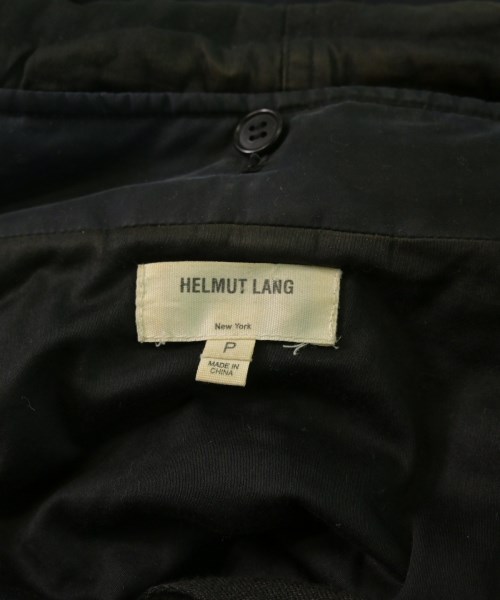 HELMUT LANG
New York
P
MADE IN
CHINA